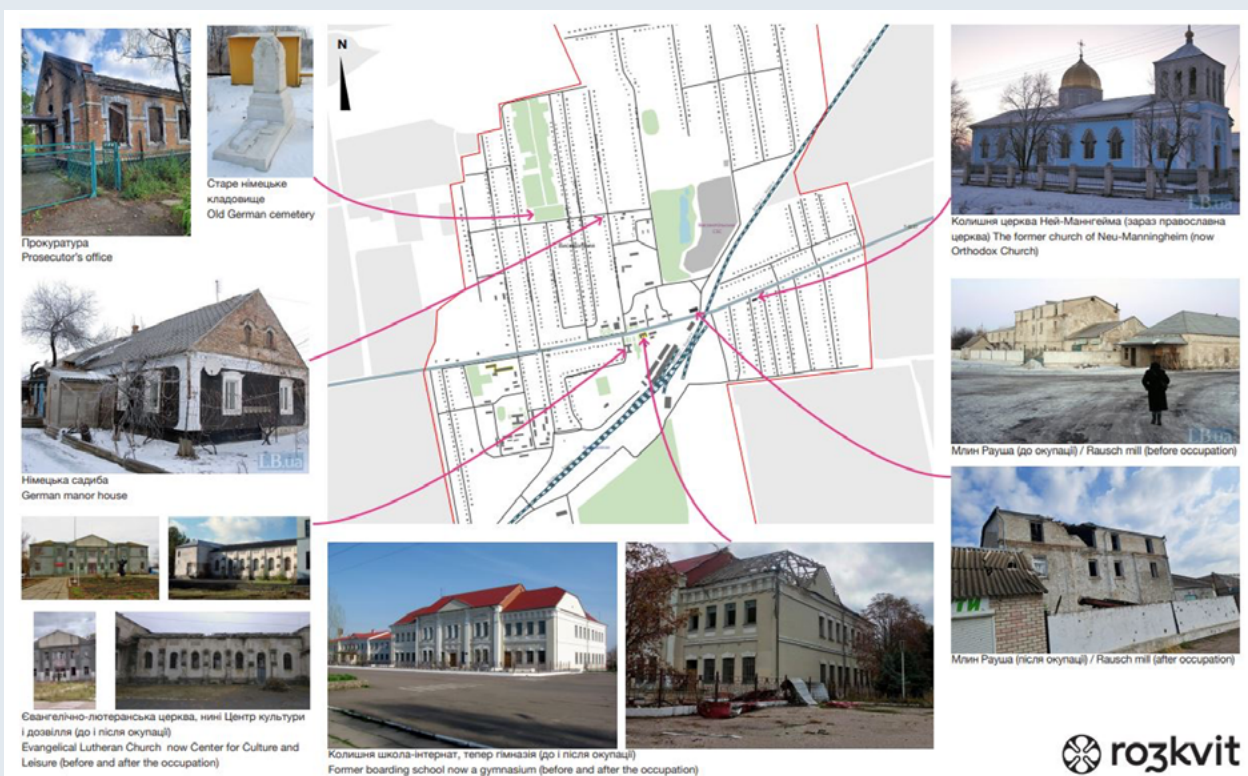 Прокуратура
Prosecutor's office
Старе німецьке
кладовище
Old German cemetery
N
Колишня церква Ней-Маннгейма (зараз православна
церква) The former church of Neu-Manningheim (now
Orthodox Church)
Німецька садиба
German manor house
LB.ua
LB.ua
Млин Рауша (до окупації) / Rausch mill (before occupation)
ТИ
Млин Рауша (після окупації) / Rausch mill (after occupation)
Євангелічно-лютеранська церква, нині Центр культури
і дозвілля (до і після окупації)
Evangelical Lutheran Church now Center for Culture and
Leisure (before and after the occupation)
Колишня школа-інтернат, тепер гімназія (до і після окупації)
Former boarding school now a gymnasium (before and after the occupation)
ro3kvit